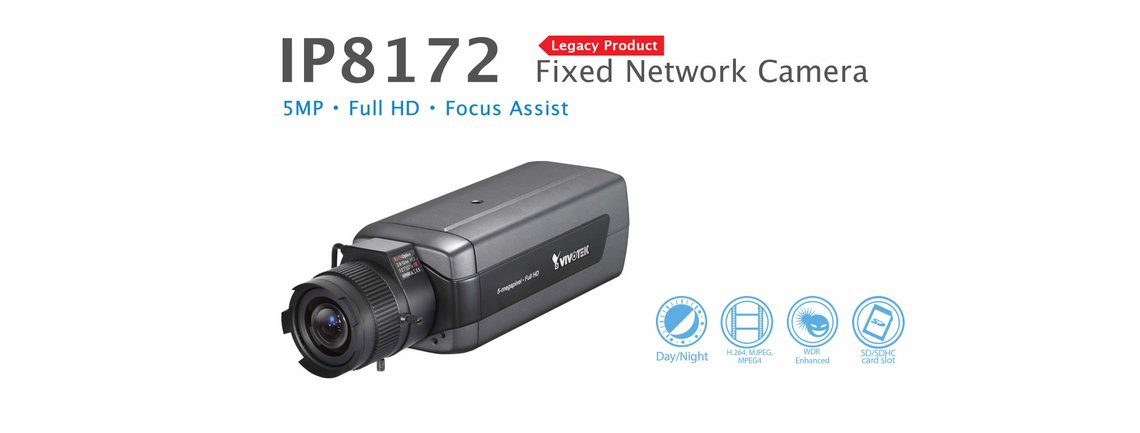 IP8172
Legacy Product
Fixed Network Camera
5MP • Full HD • Focus Assist
VIVOTEK
5-megapixel • Full HD
Day/Night
H.264, MJPEG,
MPEG4
WDR
Enhanced
SD/SDHC
card slot